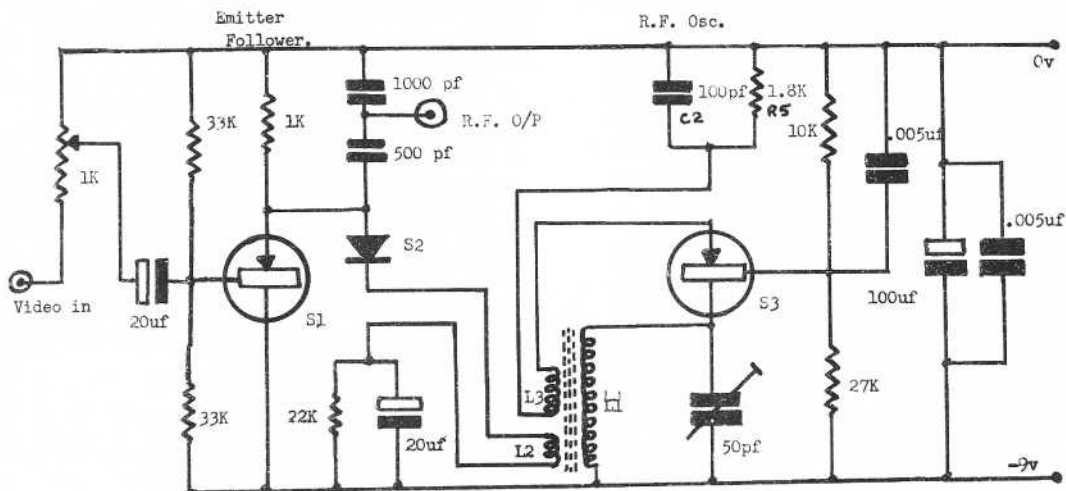 Emitter
Follower.
R.F. Osc.
0v
1000 pf
R.F. O/P
500 pf
33K
1K
100pf
C2
1.8K
R5
10K
.005uf
1K
S2
.005uf
Video in
20uf
S1
S3
100uf
33K
22K
20uf
L3
L2
L1
50pf
27K
-9v